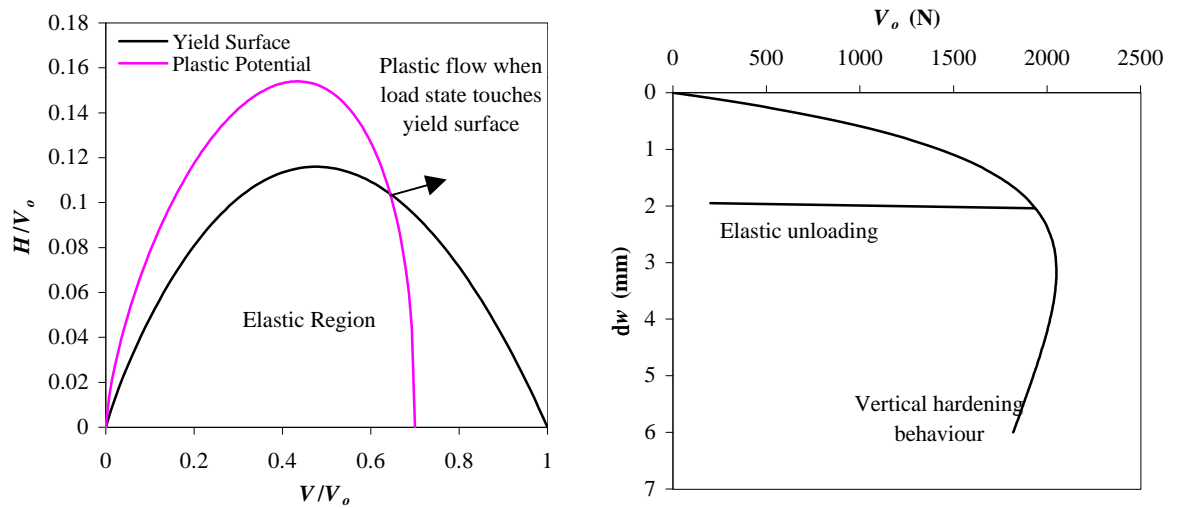 0.18
0.16
0.14
0.12
0.1
0.08
0.06
0.04
0.02
0
H/Vo
Yield Surface
Plastic Potential
Plastic flow when
load state touches
yield surface
Elastic Region
0 0.2 0.4 0.6 0.8 1
V/Vo
Vo (N)
0 500 1000 1500 2000 2500
0
1
2
3
4
5
6
7
dw (mm)
Elastic unloading
Vertical hardening
behaviour